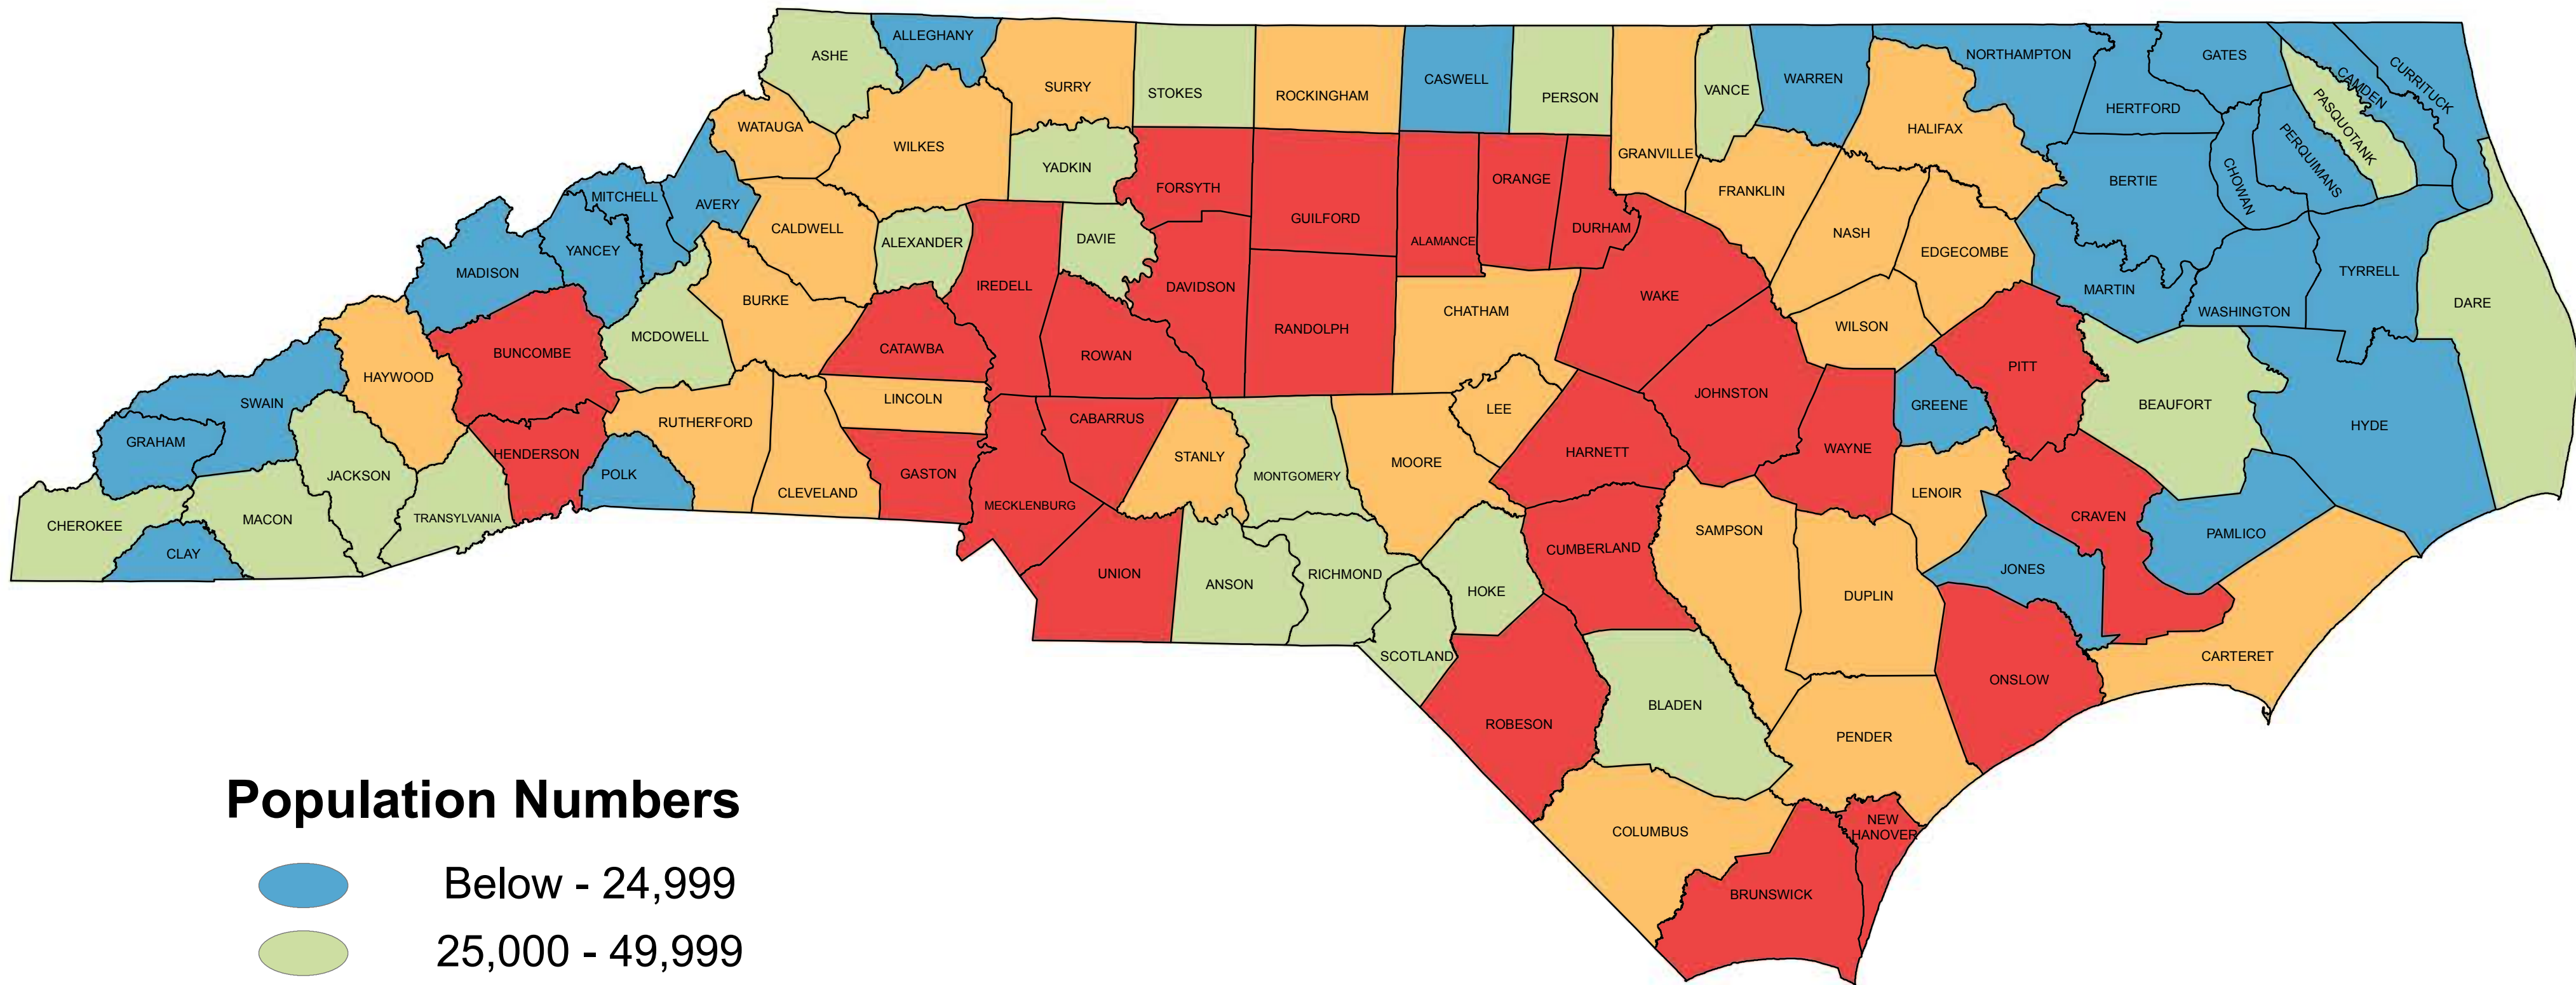 ASHE
ALLEGHANY
SURRY
STOKES
ROCKINGHAM
CASWELL
PERSON
GRANVILLE
VANCE
WARREN
NORTHAMPTON
GATES
HERTFORD
CAMDEN
CURRITUCK
PASQUOTANK
PERQUIMANS
CHOWAN
HALIFAX
WATAUGA
WILKES
YADKIN
FORSYTH
GUILFORD
ALAMANCE
ORANGE
DURHAM
FRANKLIN
NASH
EDGECOMBE
BERTIE
MITCHELL
AVERY
YANCEY
MADISON
CALDWELL
ALEXANDER
IREDELL
DAVIE
DAVIDSON
RANDOLPH
CHATHAM
WAKE
WILSON
MARTIN
WASHINGTON
TYRRELL
DARE
BURKE
MCDOWELL
BUNCOMBE
HAYWOOD
SWAIN
GRAHAM
CATAWBA
ROWAN
LINCOLN
RUTHERFORD
CLEVELAND
GASTON
CABARRUS
MECKLENBURG
STANLY
MONTGOMERY
MOORE
LEE
HARNETT
JOHNSTON
WAYNE
GREENE
PITT
BEAUFORT
HYDE
HENDERSON
POLK
JACKSON
TRANSYLVANIA
MACON
CHEROKEE
CLAY
UNION
ANSON
RICHMOND
SCOTLAND
HOKE
CUMBERLAND
SAMPSON
DUPLIN
LENOIR
JONES
CRAVEN
PAMLICO
CARTERET
ONSLOW
PENDER
BLADEN
ROBESON
COLUMBUS
BRUNSWICK
NEW
HANOVER
Population Numbers
Below - 24,999
25,000 - 49,999